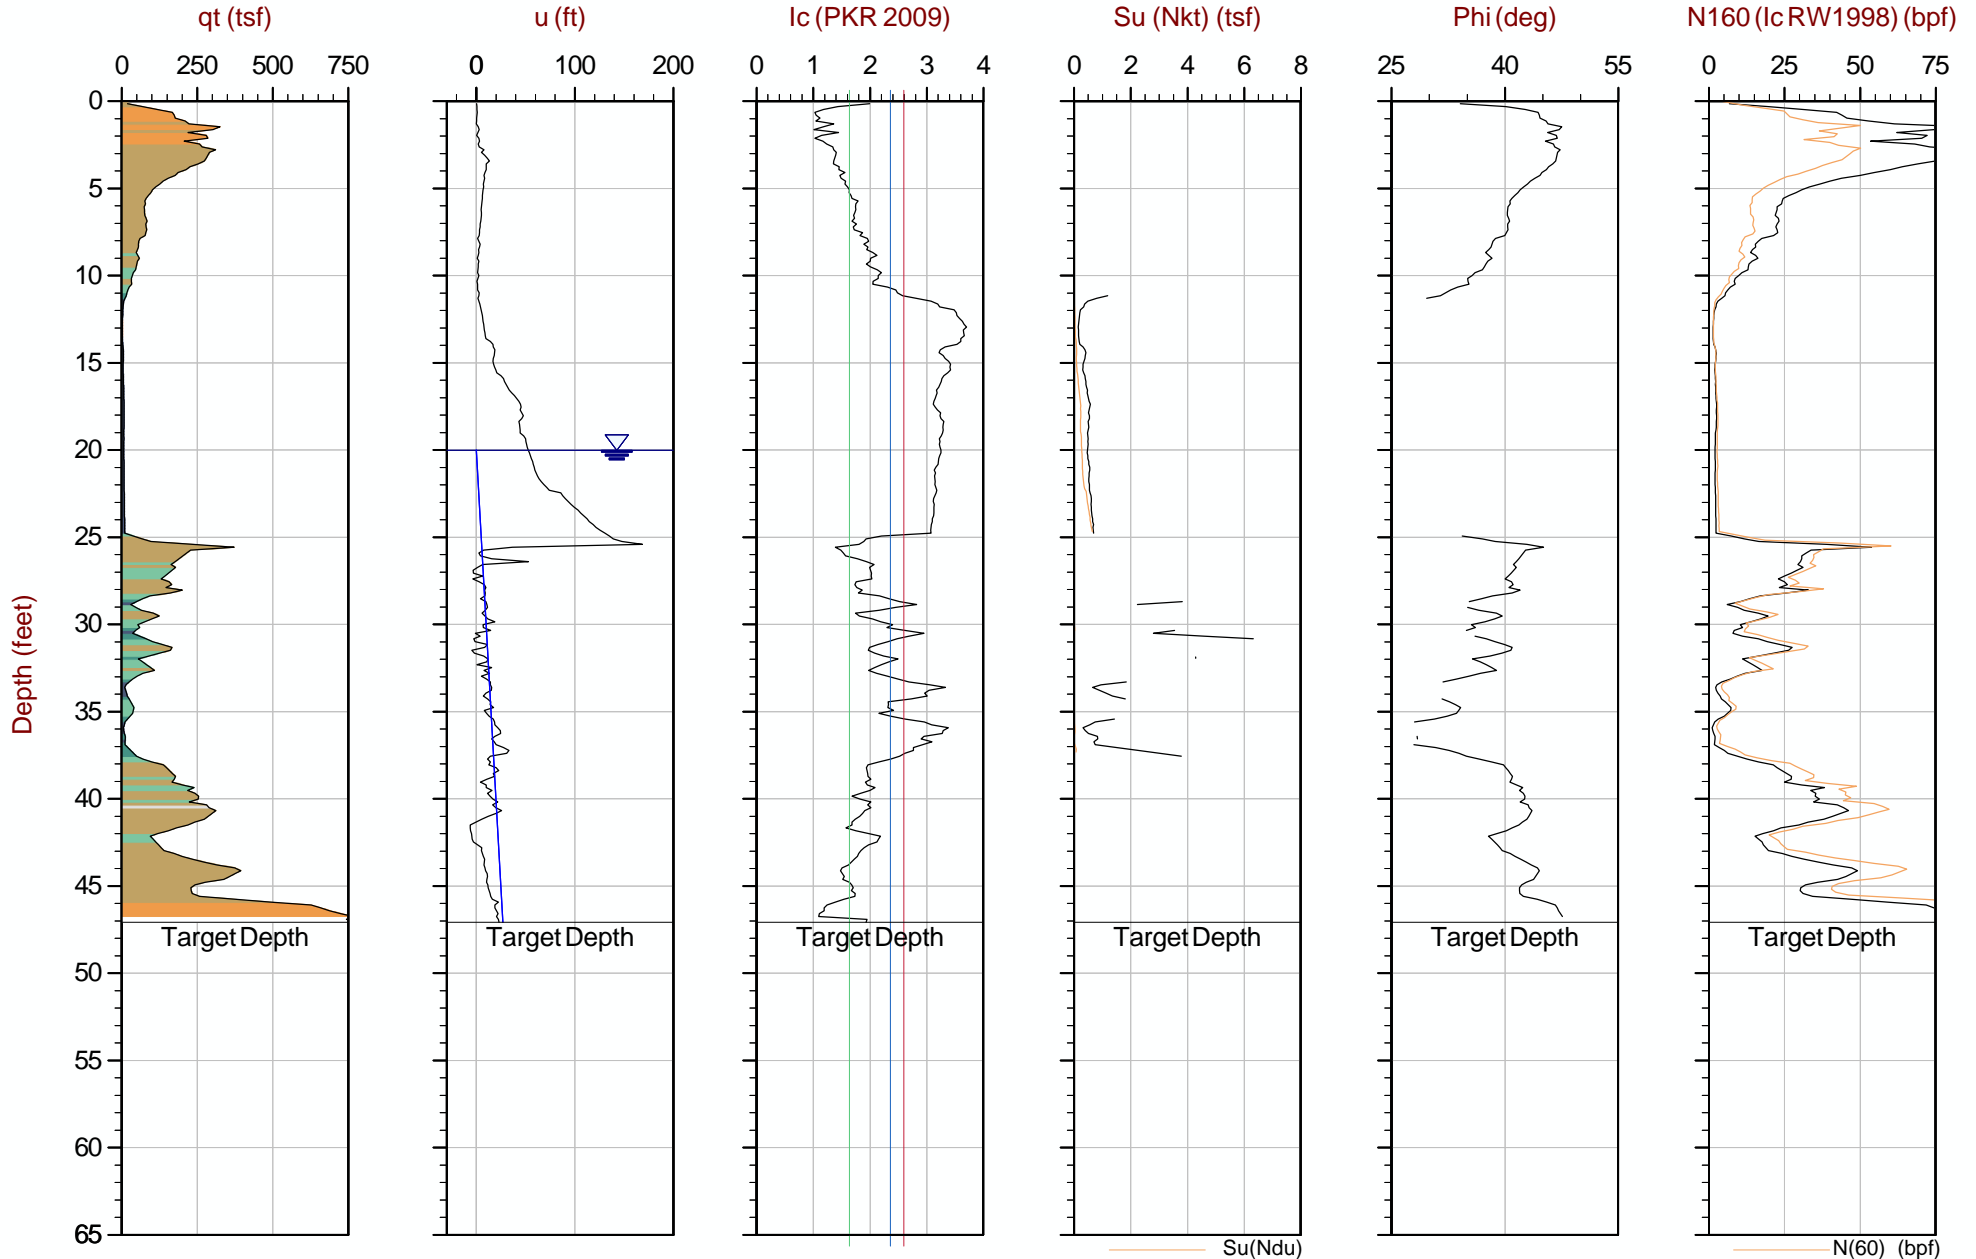 qt (tsf) u (ft) Ic (PKR 2009) Su (Nkt) (tsf) Phi (deg) N160 (Ic RW1998) (bpf)
0 250 500 750 0 100 200 0 1 2 3 4 0 2 4 6 8 25 40 55 0 25 50 75
0
5
10
15
20
25
30
35
40
45
50
55
60
65
Depth (feet)
Target Depth Target Depth Target Depth Target Depth Target Depth Target Depth
Su(Ndu) N(60) (bpf)